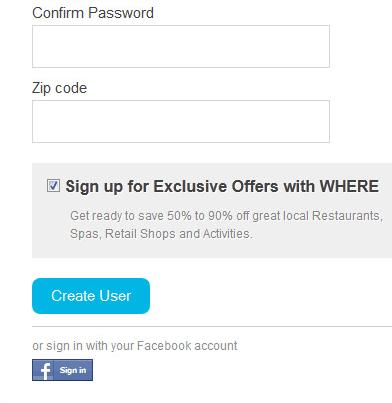 Confirm Password
Zip code
Sign up for Exclusive Offers with WHERE
Get ready to save 50% to 90% off great local Restaurants,
Spas, Retail Shops and Activities.
Create User
or sign in with your Facebook account
f Sign in